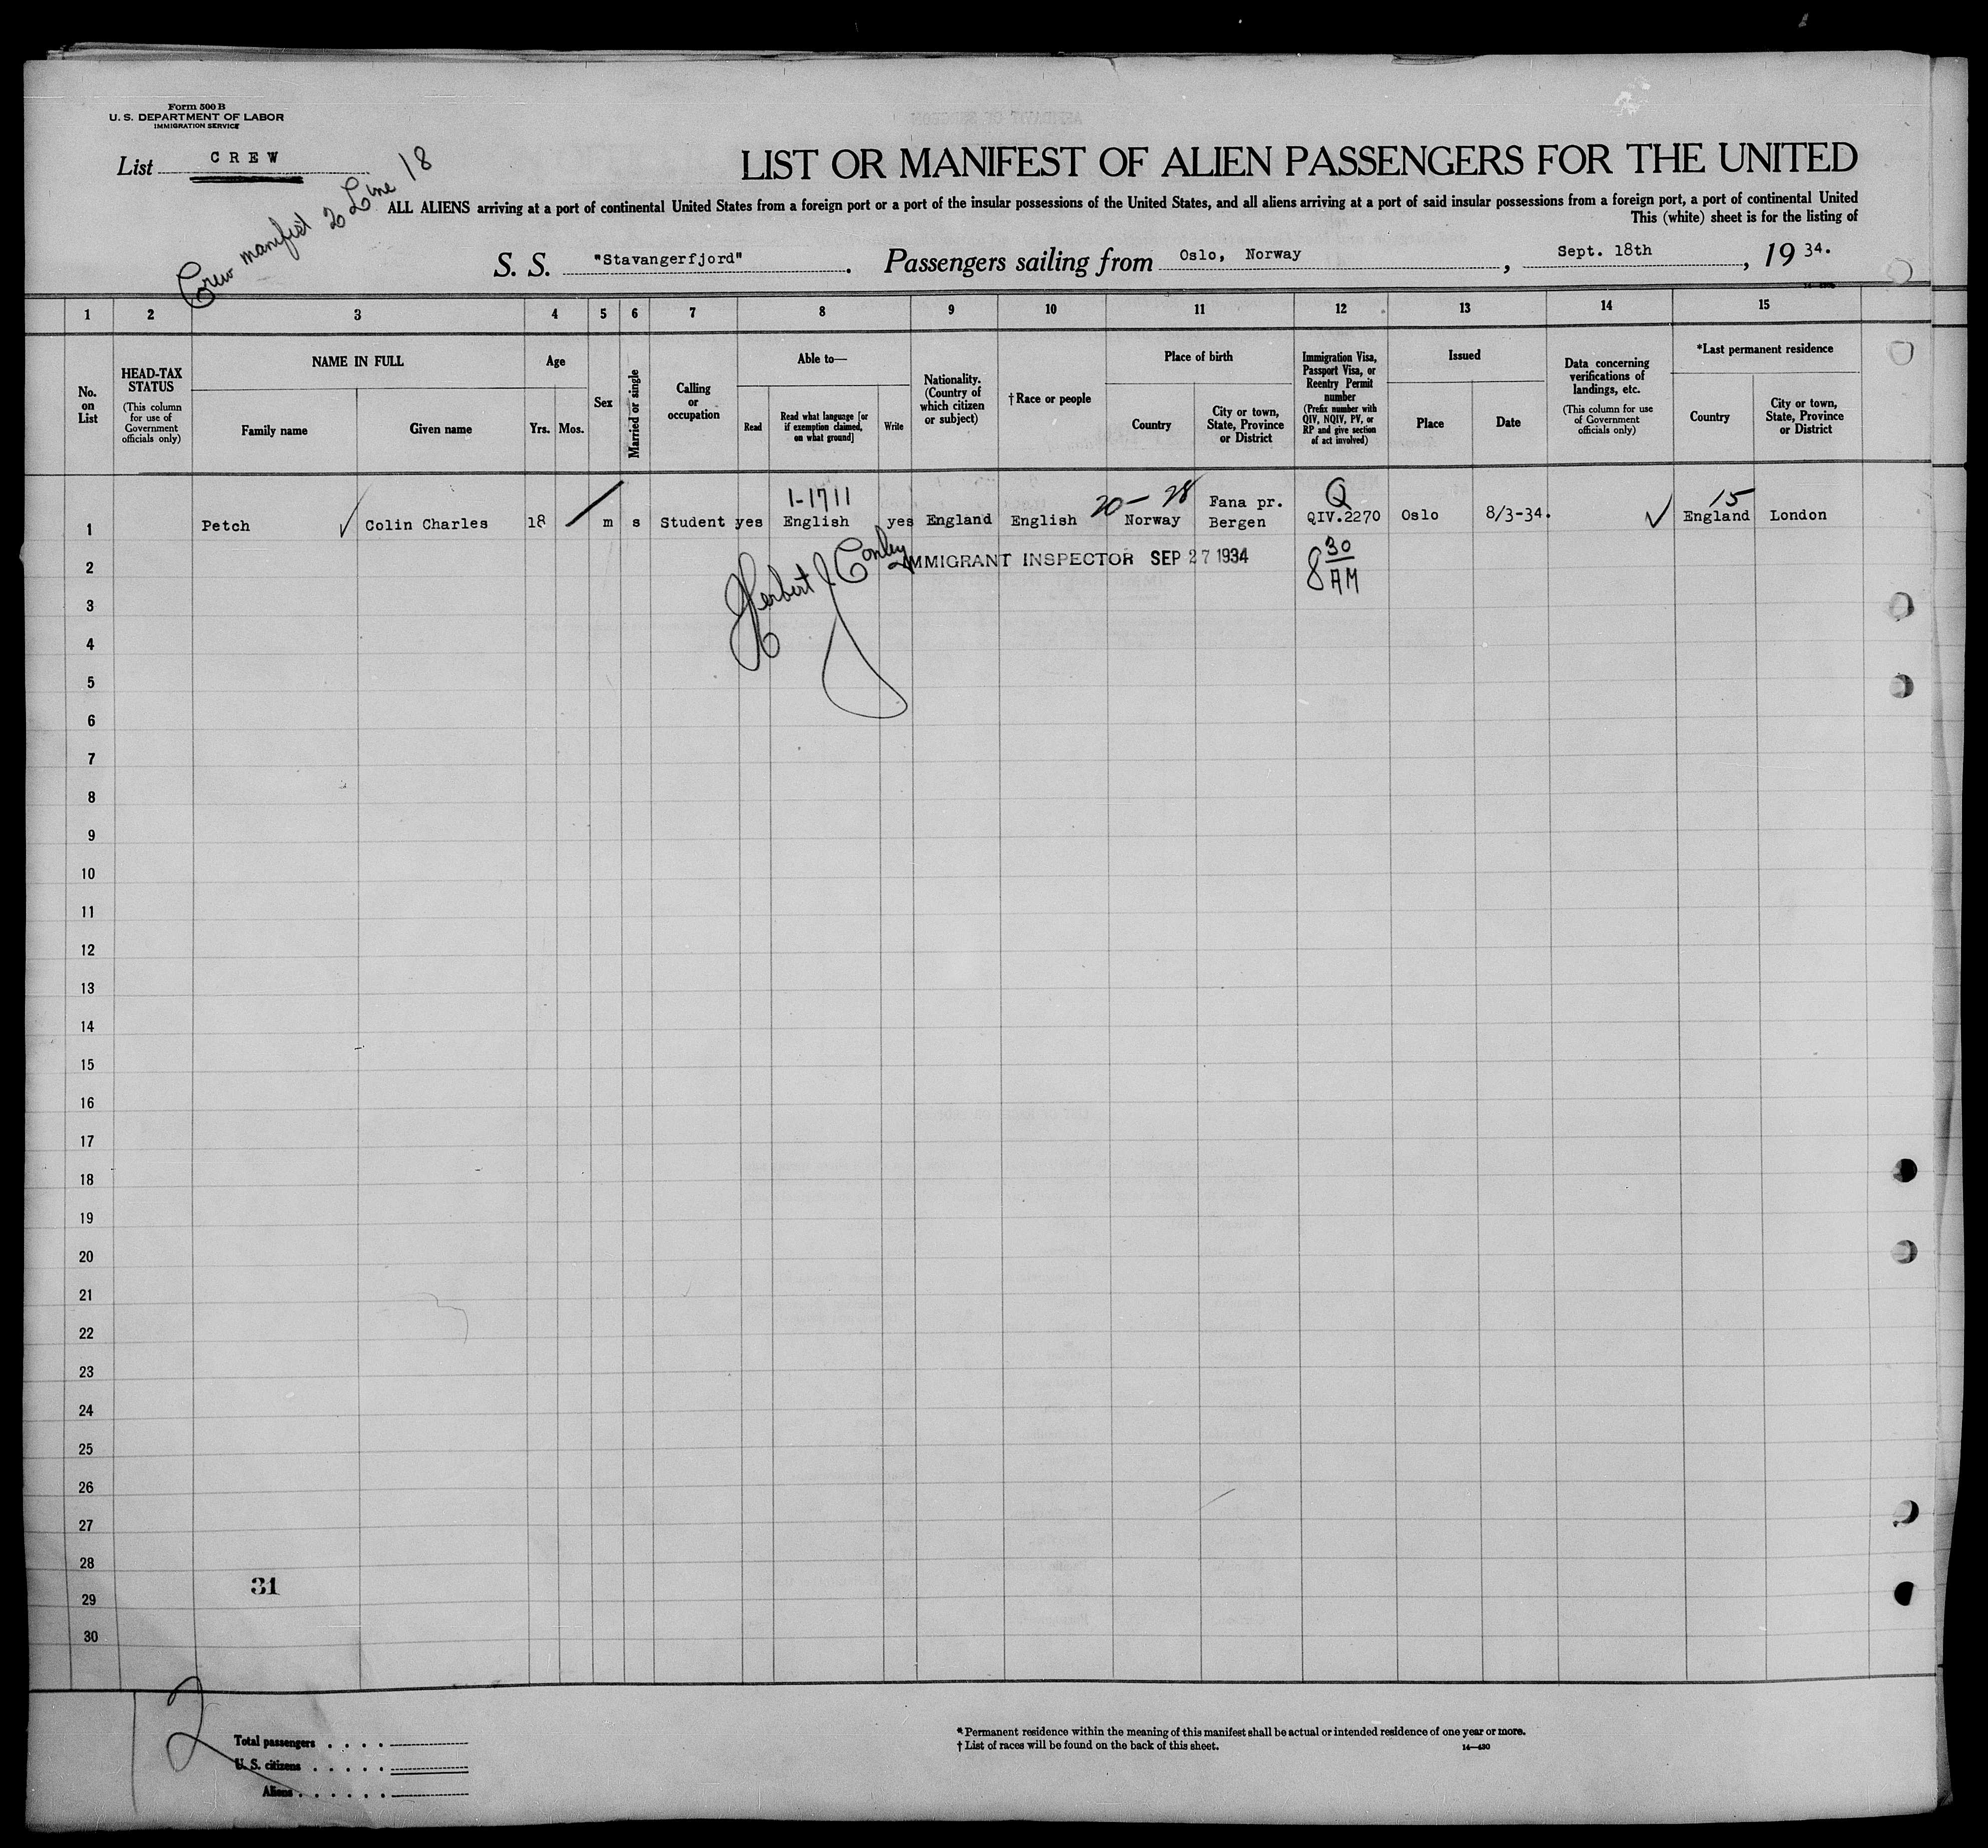 Form 500 B
U. S. DEPARTMENT OF LABOR
IMMIGRATION SERVICE
List CREW
Crew manifest 26 Line 18
LIST OR MANIFEST OF ALIEN PASSENGERS FOR THE UNITED
ALL ALIENS arriving at a port of continental United States from a foreign port or a port of the insular possessions of the United States, and all aliens arriving at a port of said insular possessions from a foreign port, a port of continental United
This (white) sheet is for the listing of
S. S. "Stavangerfjord". Passengers sailing from Oslo, Norway, Sept. 18th, 1934.
1 2 3 4 5 6 7 8 9 10 11 12 13 14 15
No. on List
HEAD-TAX STATUS
(This column for use of Government officials only)
NAME IN FULL
Family name
Given name
Age
Yrs. Mos.
Sex
Married or single
Calling or occupation
Able to—
Read
Read what language [or if exemption claimed, on what ground]
Write
Nationality. (Country of which citizen or subject)
†Race or people
Place of birth
Country
City or town, State, Province or District
Immigration Visa, Passport Visa, or Reentry Permit number
(Prefix number with QIV, NQIV, PV, or RP and give section of act involved)
Issued
Place
Date
Data concerning verifications of landings, etc.
(This column for use of Government officials only)
*Last permanent residence
Country
City or town, State, Province or District
1-1711 20- 28 Fana pr. Q 15
1 Petch Colin Charles 18 m s Student yes English yes England English Norway Bergen QIV.2270 Oslo 8/3-34. England London
2 Herbert J Conley IMMIGRANT INSPECTOR SEP 27 1934 8 30 AM
3
4
5
6
7
8
9
10
11
12
13
14
15
16
17
18
19
20
21
22
23
24
25
26
27
28
31
29
30
2
Total passengers
U. S. citizens
Aliens
* Permanent residence within the meaning of this manifest shall be actual or intended residence of one year or more.
† List of races will be found on the back of this sheet.
14—430